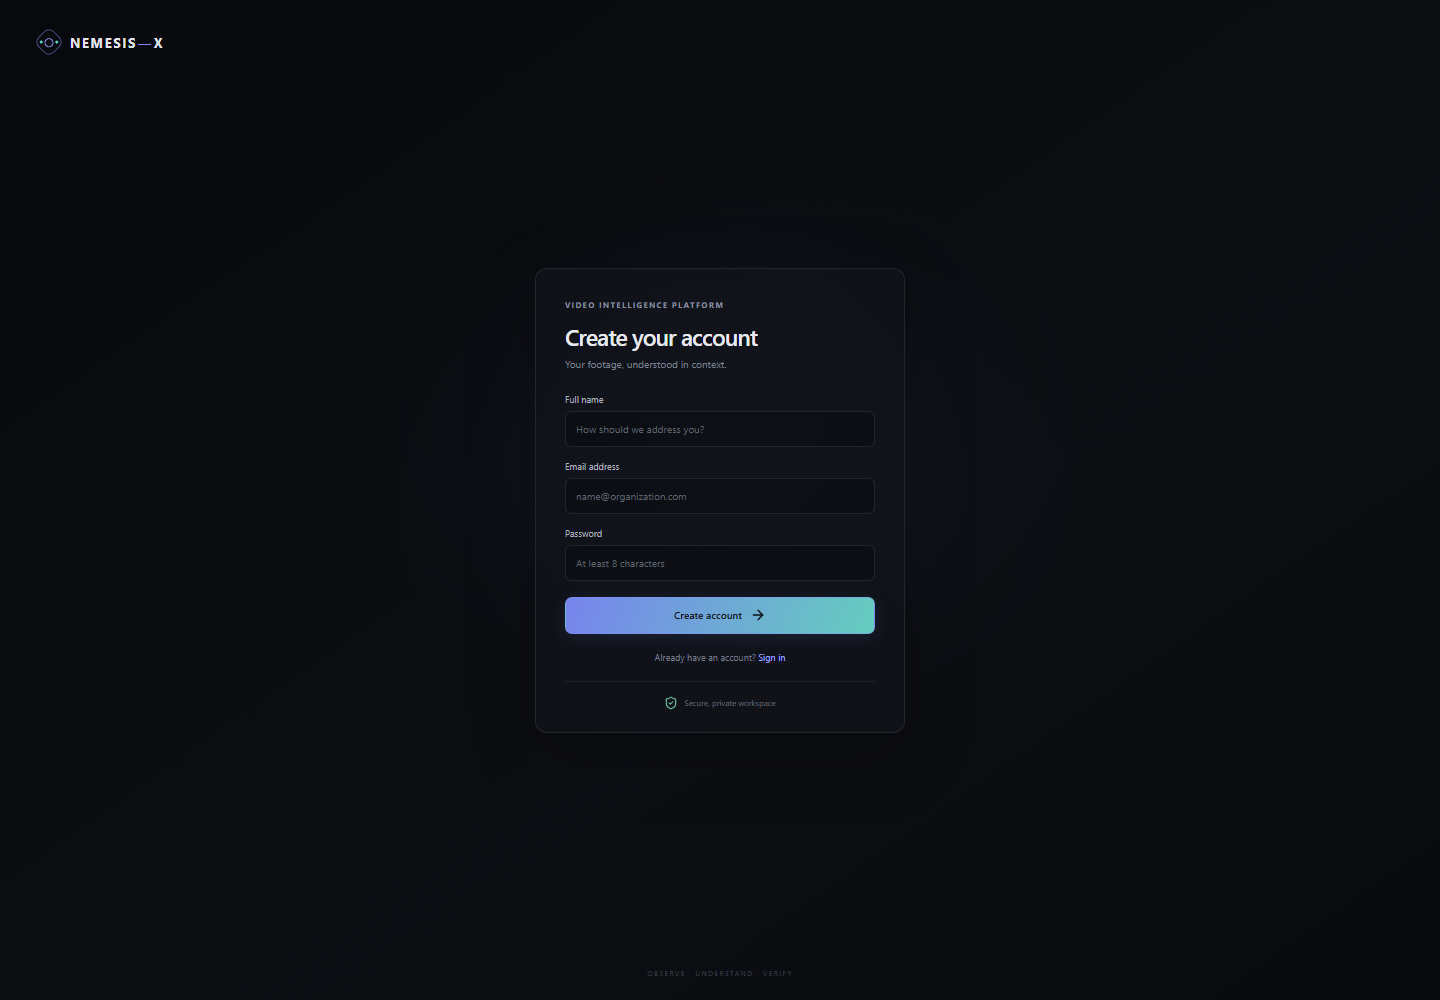 NEMESIS—X
VIDEO INTELLIGENCE PLATFORM
Create your account
Your footage, understood in context.
Full name
How should we address you?
Email address
name@organization.com
Password
At least 8 characters
Create account
Already have an account? Sign in
Secure, private workspace
OBSERVE · UNDERSTAND · VERIFY